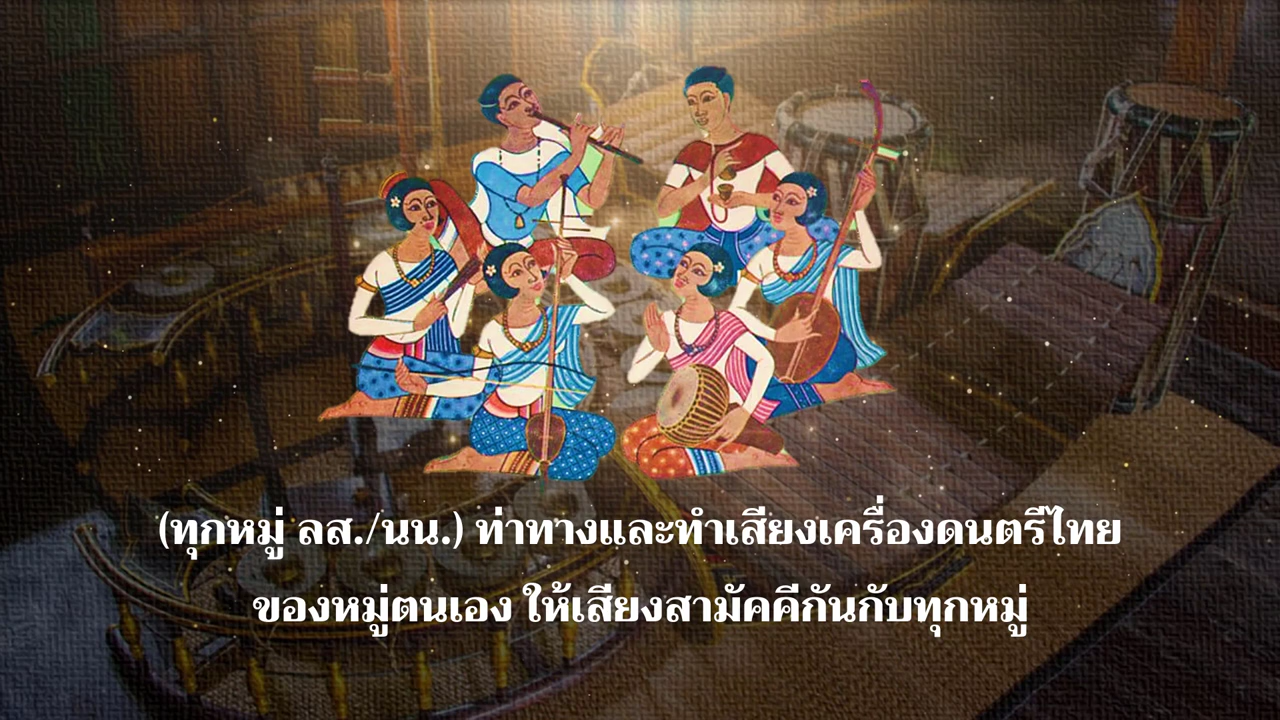 (ทุกหมู่ ลส./นน.) ท่าทางและทำเสียงเครื่องดนตรีไทย
ของหมู่ตนเอง ให้เสียงสามัคคีกันกับทุกหมู่